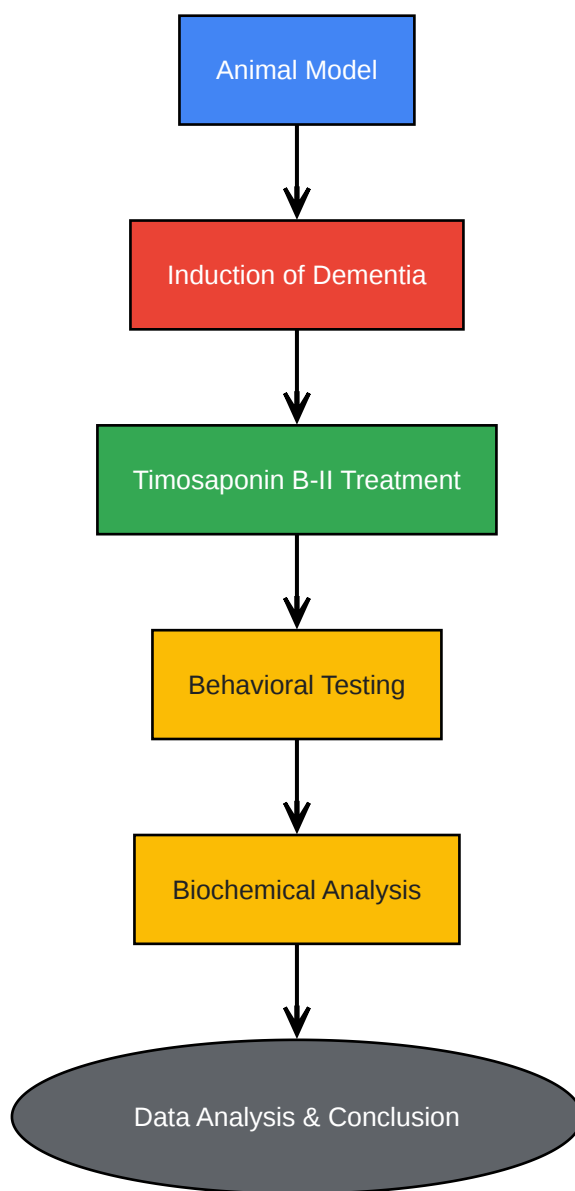 Animal Model
Induction of Dementia
Timosaponin B-II Treatment
Behavioral Testing
Biochemical Analysis
Data Analysis & Conclusion